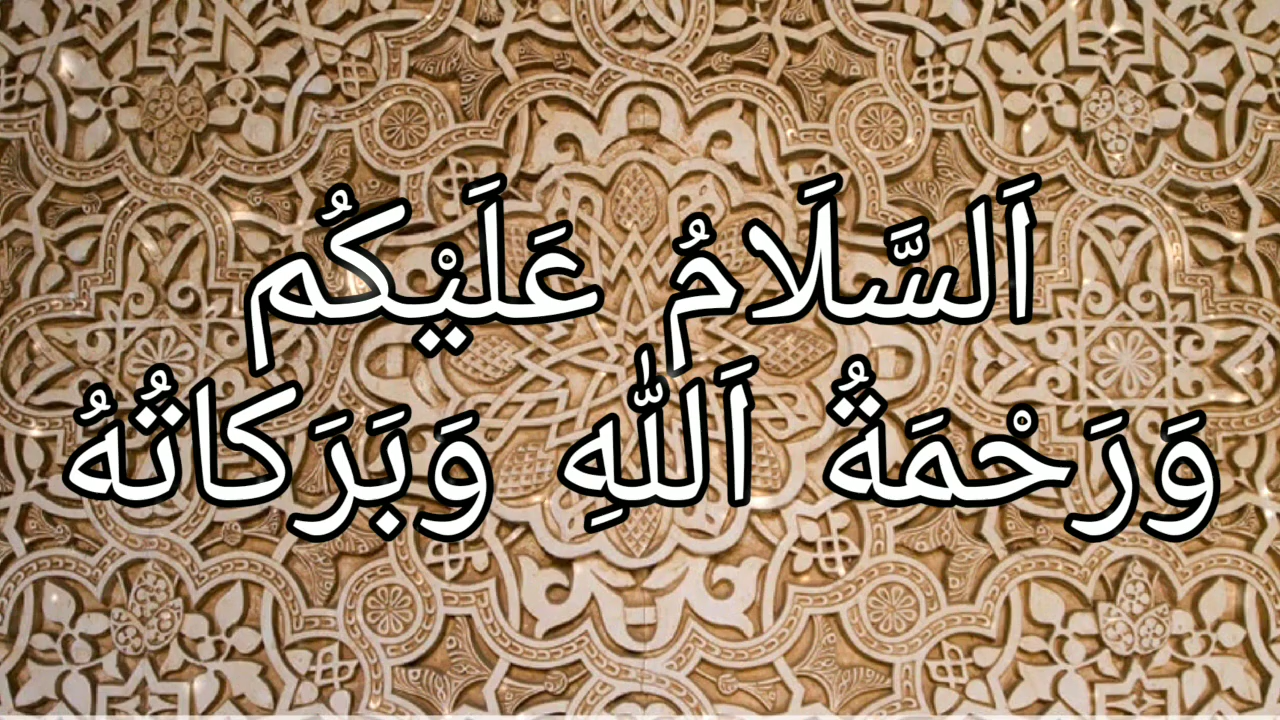 اَلسَّلَامُ عَلَيْكُم
وَرَحْمَةُ اَللّٰهِ وَبَرَكَاتُهُ